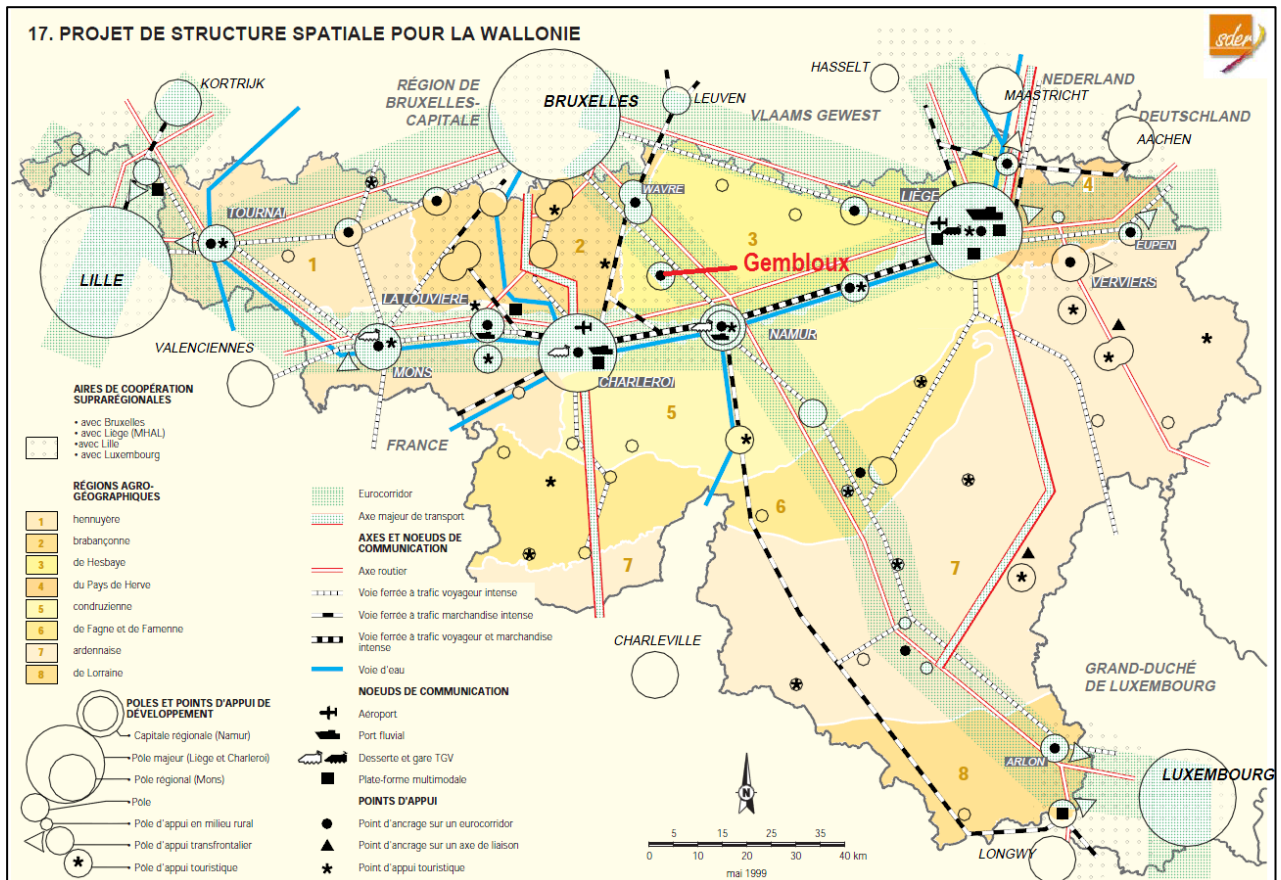 17. PROJET DE STRUCTURE SPATIALE POUR LA WALLONIE
sder
KORTRIJK
RÉGION DE
BRUXELLES-
CAPITALE
BRUXELLES
LEUVEN
HASSELT
VLAAMS GEWEST
NEDERLAND
MAASTRICHT
DEUTSCHLAND
AACHEN
WAVRE
LIÈGE
4
TOURNAI
1
2
3
Gembloux
EUPEN
LILLE
LA LOUVIÈRE
VERVIERS
NAMUR
VALENCIENNES
MONS
CHARLEROI
FRANCE
5
6
7
7
CHARLEVILLE
GRAND-DUCHÉ
DE LUXEMBOURG
ARLON
8
LUXEMBOURG
LONGWY
AIRES DE COOPÉRATION
SUPRARÉGIONALES
• avec Bruxelles
• avec Liege (MHAL)
• avec Lille
• avec Luxembourg
RÉGIONS AGRO-
GÉOGRAPHIQUES
1 hennuyère
2 brabançonne
3 de Hesbaye
4 du Pays de Herve
5 condruzienne
6 de Fagne et de Famenne
7 ardennaise
8 de Lorraine
POLES ET POINTS D'APPUI DE
DÉVELOPPEMENT
Capitale régionale (Namur)
Pôle majeur (Liège et Charleroi)
Pôle régional (Mons)
Pôle
Pôle d'appui en milieu rural
Pôle d'appui transfrontalier
Pôle d'appui touristique
Eurocorridor
Axe majeur de transport
AXES ET NOEUDS DE
COMMUNICATION
Axe routier
Voie ferrée à trafic voyageur intense
Voie ferrée à trafic marchandise intense
Voie ferrée à trafic voyageur et marchandise
intense
Voie d'eau
NOEUDS DE COMMUNICATION
Aéroport
Port fluvial
Desserte et gare TGV
Plate-forme multimodale
POINTS D'APPUI
Point d'ancrage sur un eurocorridor
Point d'ancrage sur un axe de liaison
Point d'appui touristique
N
5 15 25 35
0 10 20 30 40 km
mai 1999